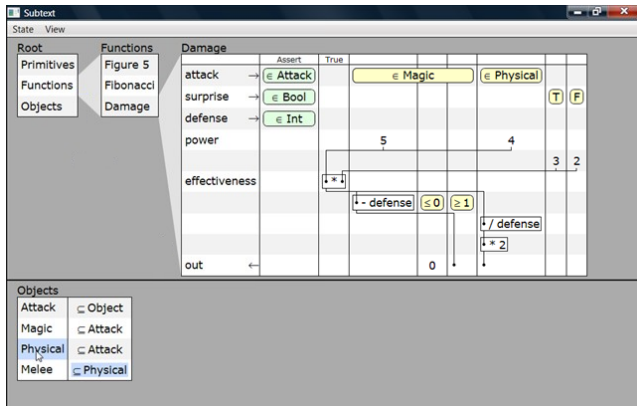 Subtext
State View
Root Functions Damage
Primitives Figure 5 Assert True
Functions Fibonacci attack → ∈ Attack ∈ Magic ∈ Physical
Objects Damage surprise → ∈ Bool T F
defense → ∈ Int
power 5 4
3 2
effectiveness *
- defense ≤ 0 ≥ 1
/ defense
* 2
out ← 0
Objects
Attack ⊆ Object
Magic ⊆ Attack
Physical ⊆ Attack
Melee ⊆ Physical